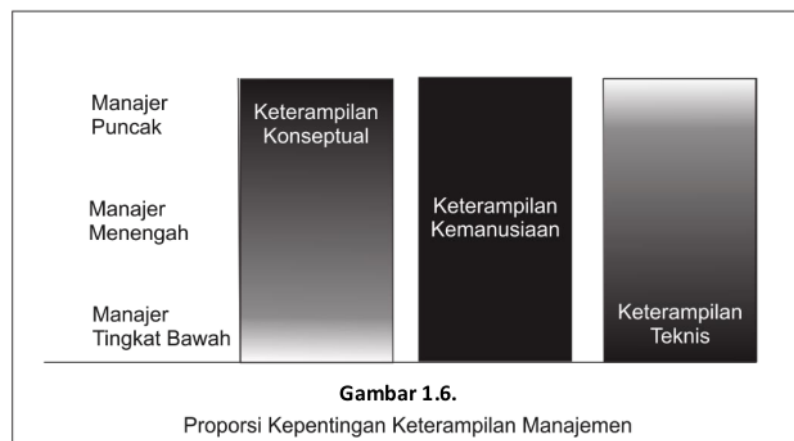 Manajer
Puncak
Keterampilan
Konseptual
Manajer
Menengah
Keterampilan
Kemanusiaan
Manajer
Tingkat Bawah
Keterampilan
Teknis
Gambar 1.6.
Proporsi Kepentingan Keterampilan Manajemen